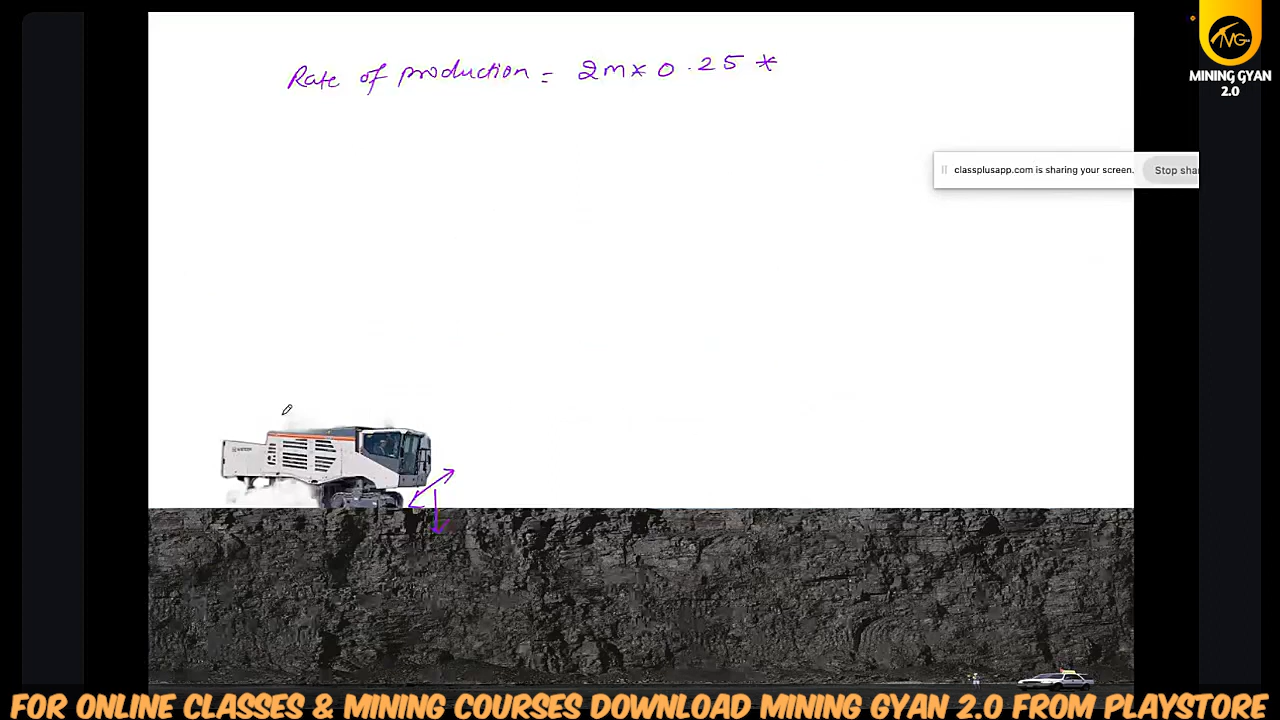 Rate of production = 2m × 0.25 *
MINING GYAN
2.0
classplusapp.com is sharing your screen.
Stop sha
FOR ONLINE CLASSES & MINING COURSES DOWNLOAD MINING GYAN 2.0 FROM PLAYSTORE